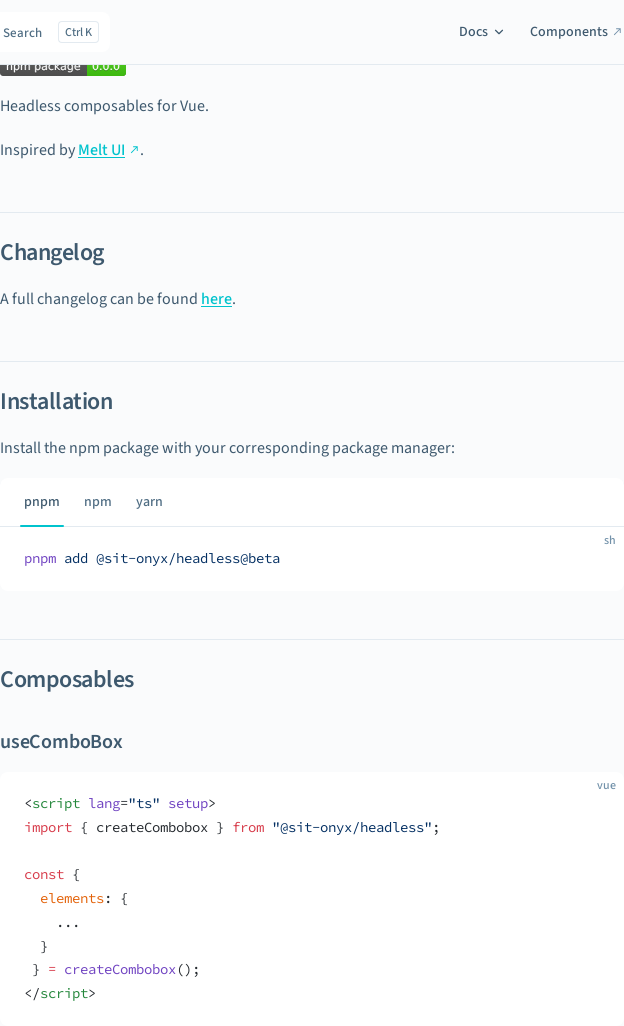 Search Ctrl K Docs Components
npm package 0.0.0
Headless composables for Vue.
Inspired by Melt UI.
Changelog
A full changelog can be found here.
Installation
Install the npm package with your corresponding package manager:
pnpm npm yarn
sh
pnpm add @sit-onyx/headless@beta
Composables
useComboBox
vue
<script lang="ts" setup>
import { createCombobox } from "@sit-onyx/headless";
const {
elements: {
...
}
} = createCombobox();
</script>